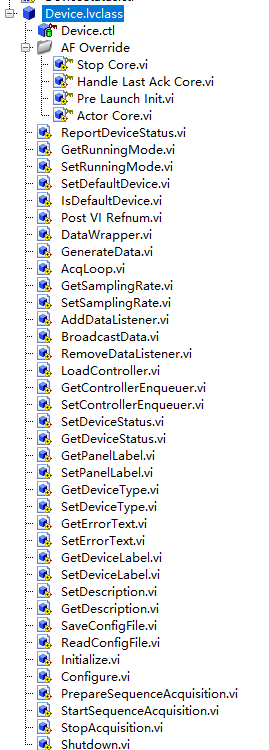 Device.lvclass
Device.ctl
AF Override
Stop Core.vi
Handle Last Ack Core.vi
Pre Launch Init.vi
Actor Core.vi
ReportDeviceStatus.vi
GetRunningMode.vi
SetRunningMode.vi
SetDefaultDevice.vi
IsDefaultDevice.vi
Post VI Refnum.vi
DataWrapper.vi
GenerateData.vi
AcqLoop.vi
GetSamplingRate.vi
SetSamplingRate.vi
AddDataListener.vi
BroadcastData.vi
RemoveDataListener.vi
LoadController.vi
GetControllerEnqueuer.vi
SetControllerEnqueuer.vi
SetDeviceStatus.vi
GetDeviceStatus.vi
GetPanelLabel.vi
SetPanelLabel.vi
GetDeviceType.vi
SetDeviceType.vi
GetErrorText.vi
SetErrorText.vi
GetDeviceLabel.vi
SetDeviceLabel.vi
SetDescription.vi
GetDescription.vi
SaveConfigFile.vi
ReadConfigFile.vi
Initialize.vi
Configure.vi
PrepareSequenceAcquisition.vi
StartSequenceAcquisition.vi
StopAcquisition.vi
Shutdown.vi